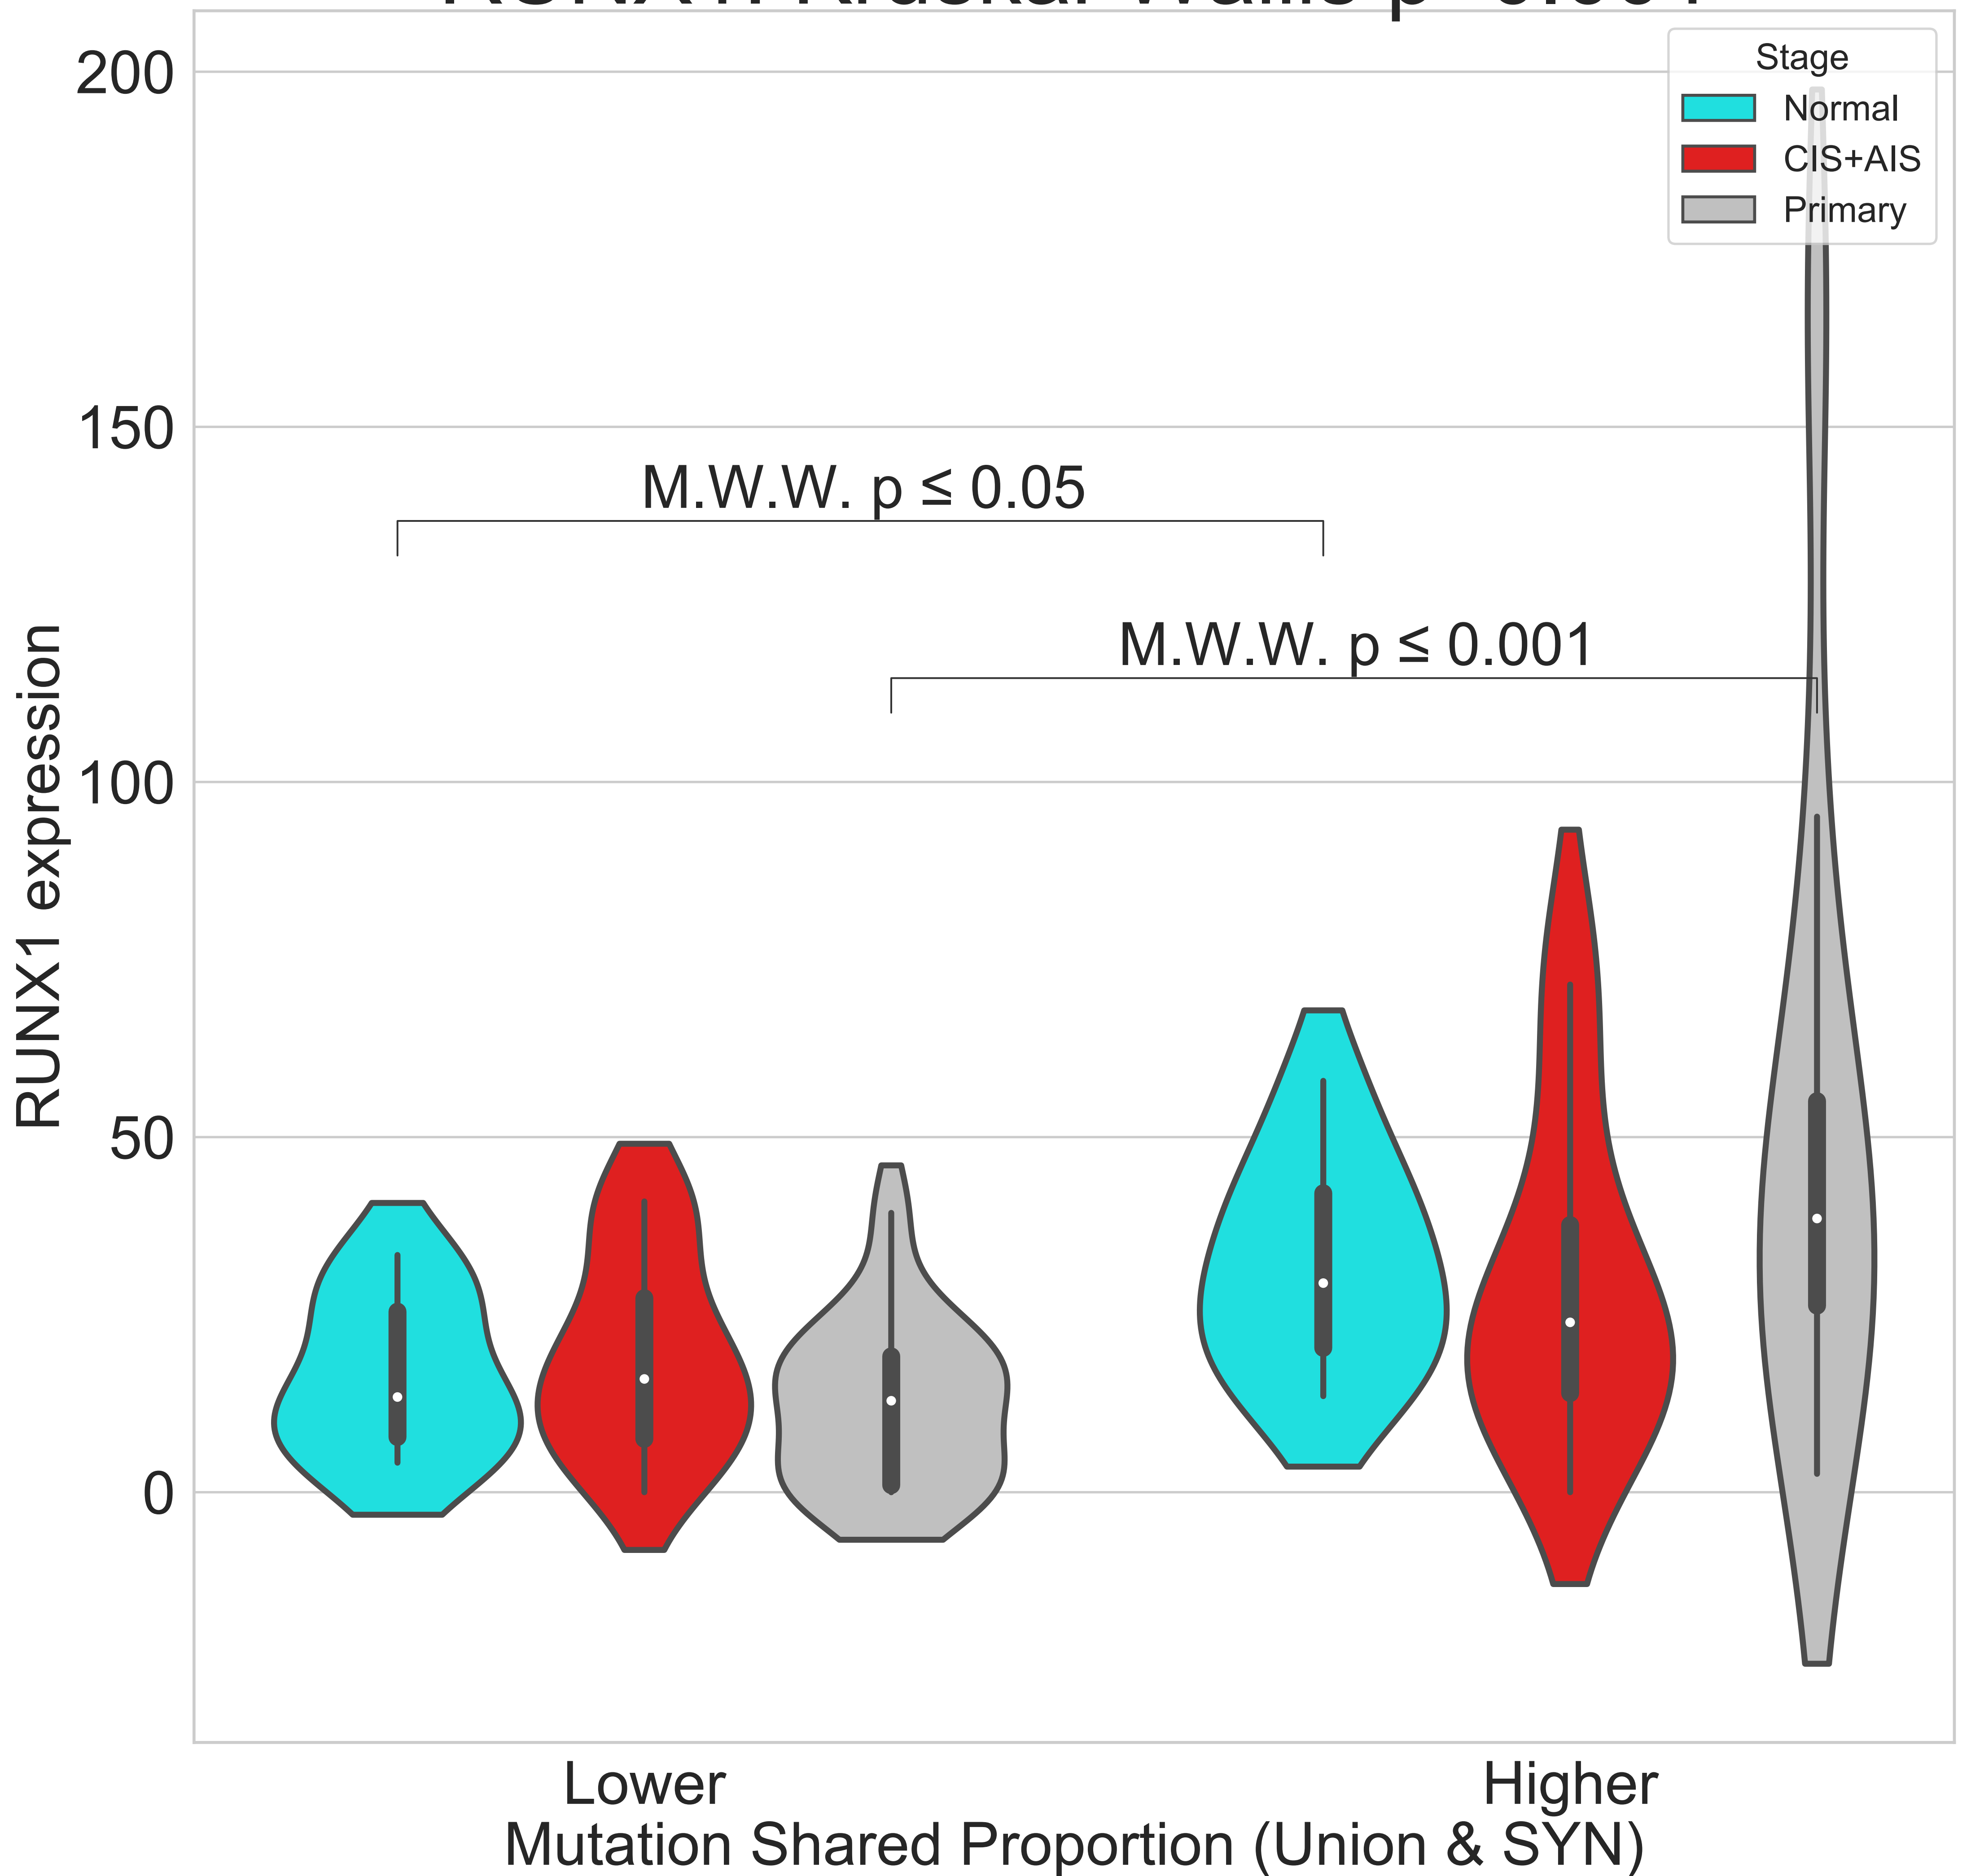 200
150
100
50
0
RUNX1 expression
Stage
Normal
CIS+AIS
Primary
M.W.W. p ≤ 0.05
M.W.W. p ≤ 0.001
Lower
Higher
Mutation Shared Proportion (Union & SYN)